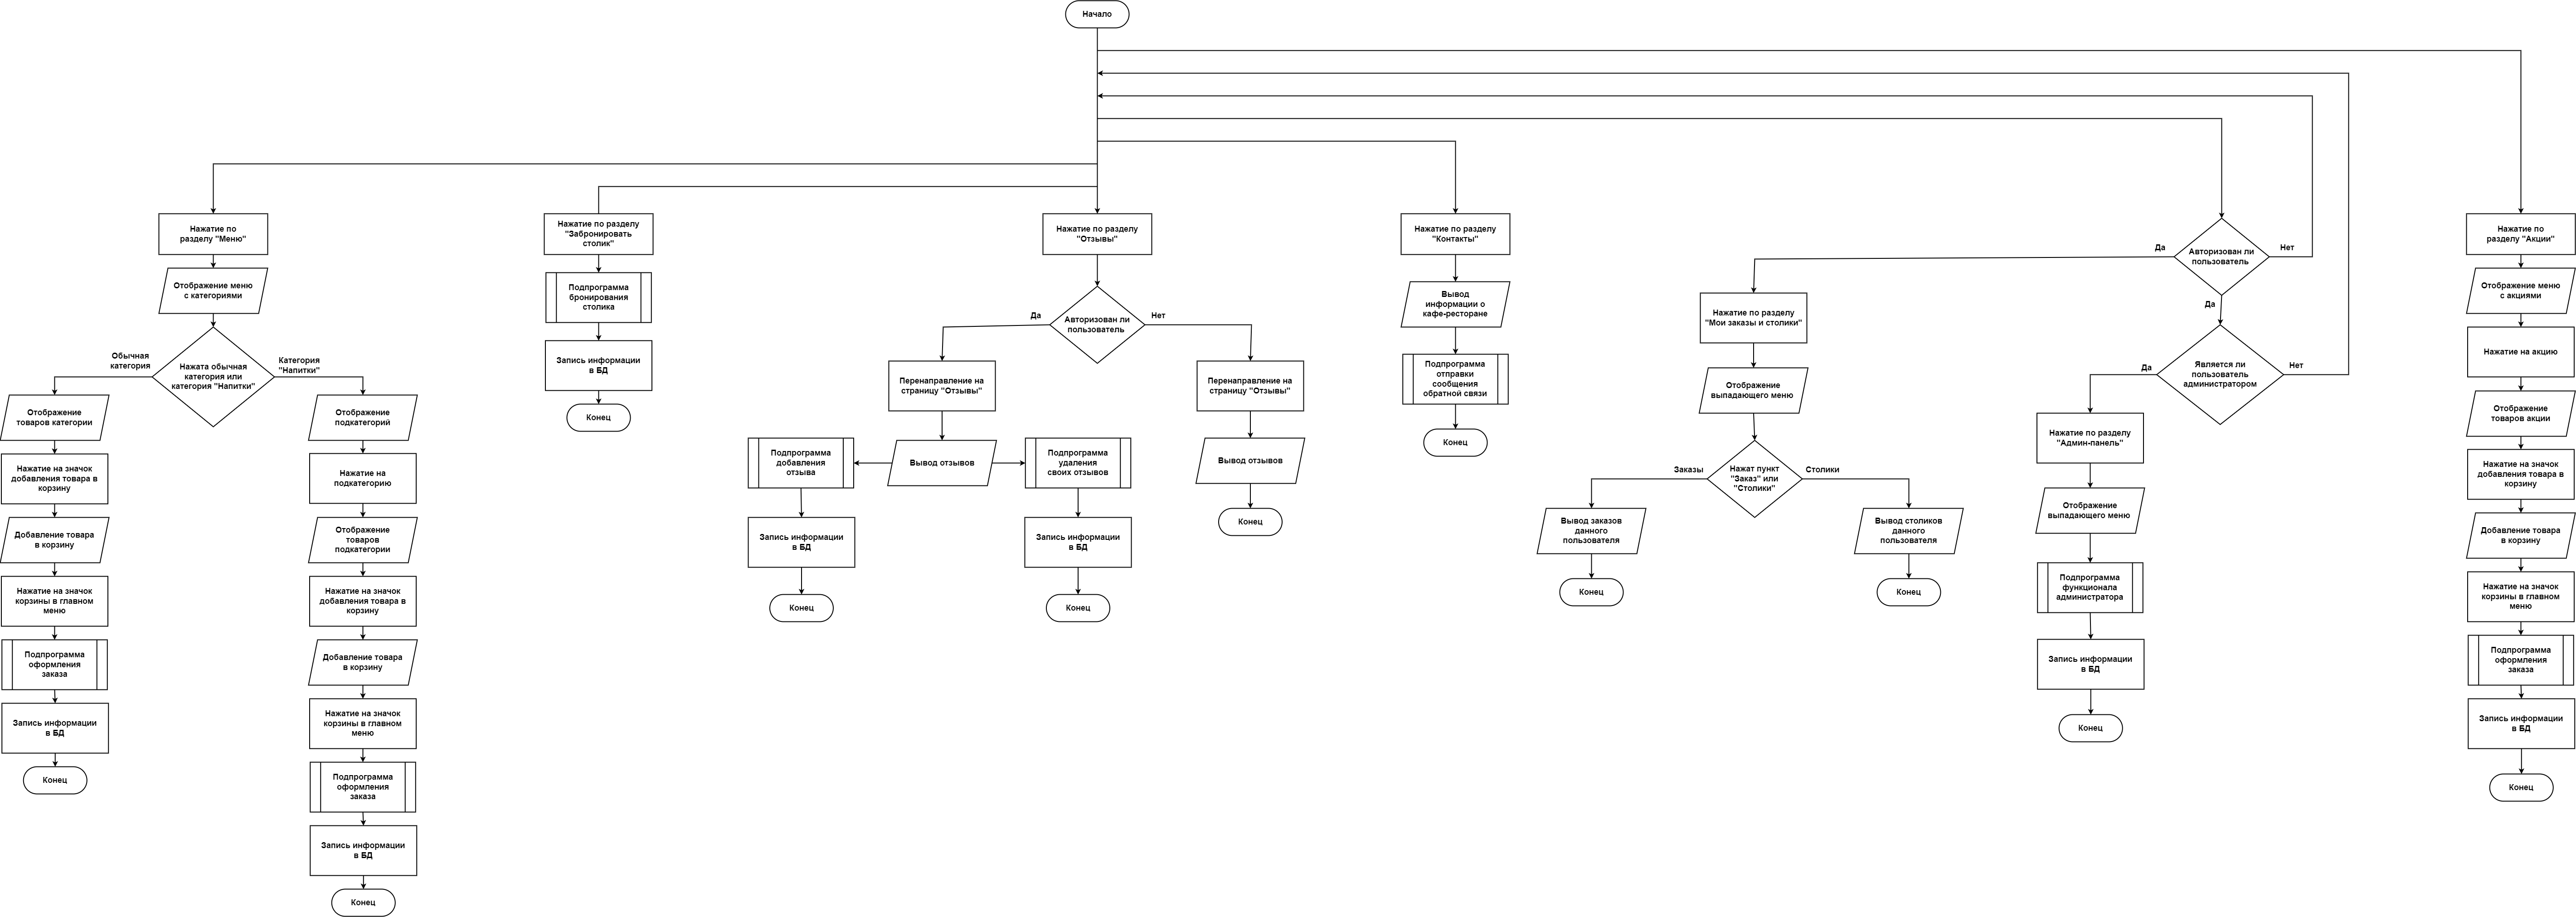 Начало
Нажатие по
разделу "Меню"
Отображение меню
с категориями
Нажата обычная
категория или
категория "Напитки"
Обычная
категория
Категория
"Напитки"
Отображение
товаров категории
Нажатие на значок
добавления товара в
корзину
Добавление товара
в корзину
Нажатие на значок
корзины в главном
меню
Подпрограмма
оформления
заказа
Запись информации
в БД
Конец
Отображение
подкатегорий
Нажатие на
подкатегорию
Отображение
товаров
подкатегории
Нажатие на значок
добавления товара в
корзину
Добавление товара
в корзину
Нажатие на значок
корзины в главном
меню
Подпрограмма
оформления
заказа
Запись информации
в БД
Конец
Нажатие по разделу
"Забронировать
столик"
Подпрограмма
бронирования
столика
Запись информации
в БД
Конец
Нажатие по разделу
"Отзывы"
Авторизован ли
пользователь
Да
Нет
Перенаправление на
страницу "Отзывы"
Вывод отзывов
Подпрограмма
добавления
отзыва
Запись информации
в БД
Конец
Подпрограмма
удаления
своих отзывов
Запись информации
в БД
Конец
Перенаправление на
страницу "Отзывы"
Вывод отзывов
Конец
Нажатие по разделу
"Контакты"
Вывод
информации о
кафе-ресторане
Подпрограмма
отправки
сообщения
обратной связи
Конец
Авторизован ли
пользователь
Да
Нет
Да
Нажатие по разделу
"Мои заказы и столики"
Отображение
выпадающего меню
Нажат пункт
"Заказ" или
"Столики"
Заказы
Столики
Вывод заказов
данного
пользователя
Конец
Вывод столиков
данного
пользователя
Конец
Является ли
пользователь
администратором
Да
Нет
Нажатие по разделу
"Админ-панель"
Отображение
выпадающего меню
Подпрограмма
функционала
администратора
Запись информации
в БД
Конец
Нажатие по
разделу "Акции"
Отображение меню
с акциями
Нажатие на акцию
Отображение
товаров акции
Нажатие на значок
добавления товара в
корзину
Добавление товара
в корзину
Нажатие на значок
корзины в главном
меню
Подпрограмма
оформления
заказа
Запись информации
в БД
Конец